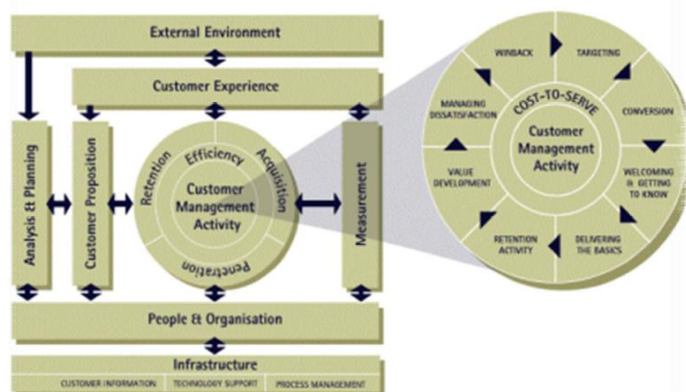 External Environment
Customer Experience
Analysis & Planning
Customer Proposition
Retention
Efficiency
Acquisition
Customer
Management
Activity
Penetration
Measurement
People & Organisation
Infrastructure
CUSTOMER INFORMATION
TECHNOLOGY SUPPORT
PROCESS MANAGEMENT
WINBACK
TARGETING
MANAGING
DISSATISFACTION
COST-TO-SERVE
CONVERSION
Customer
Management
Activity
VALUE
DEVELOPMENT
WELCOMING
& GETTING
TO KNOW
RETENTION
ACTIVITY
DELIVERING
THE BASICS